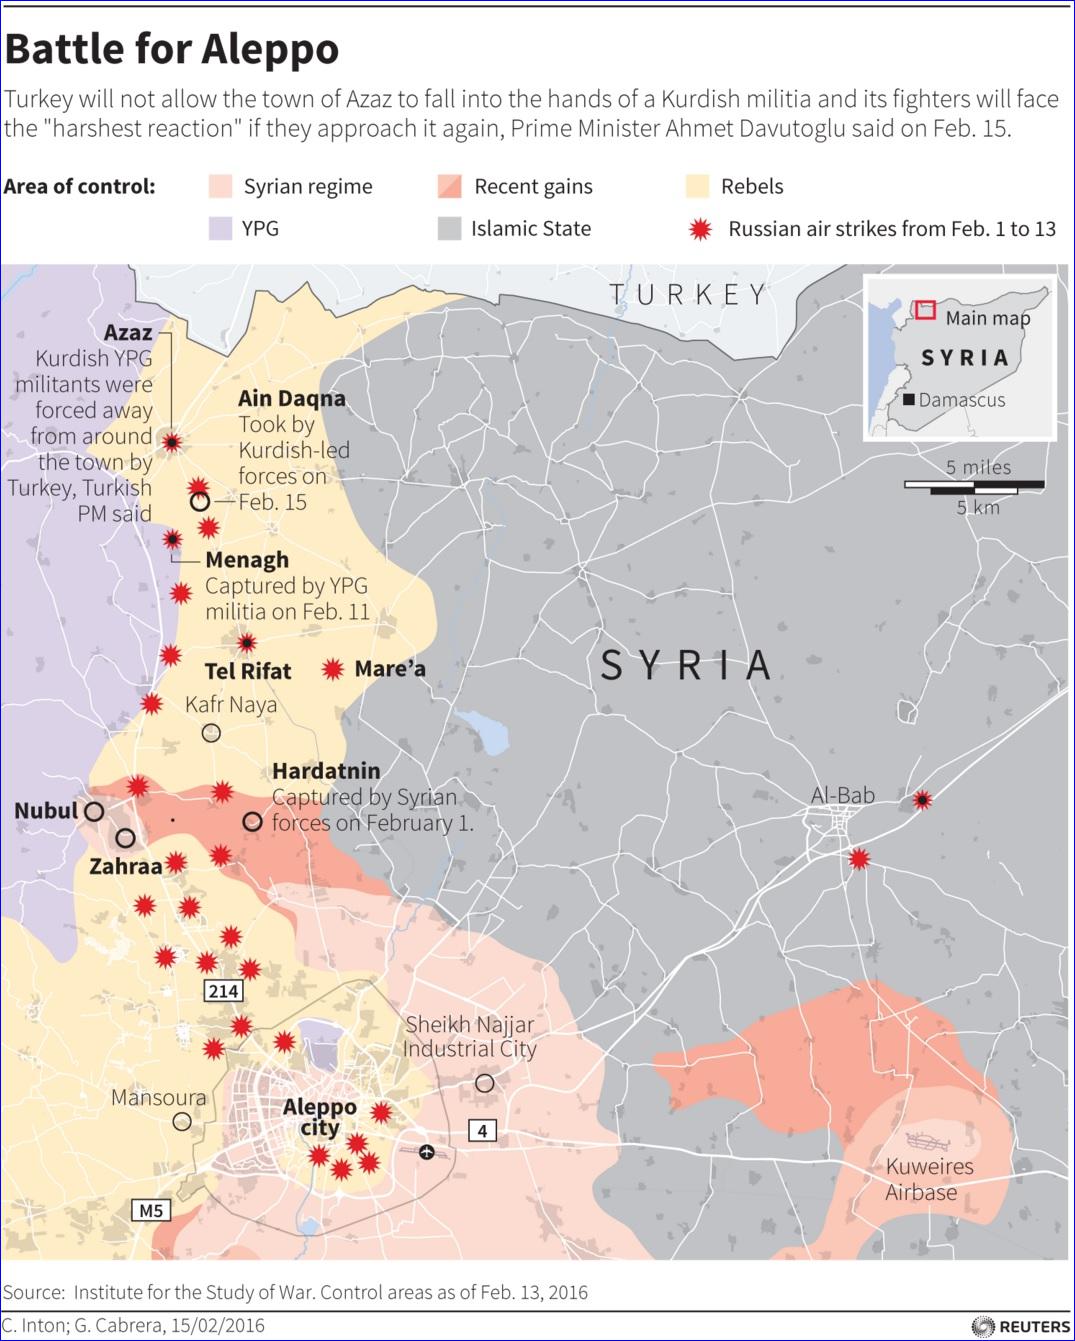 Battle for Aleppo
Turkey will not allow the town of Azaz to fall into the hands of a Kurdish militia and its fighters will face
the "harshest reaction" if they approach it again, Prime Minister Ahmet Davutoglu said on Feb. 15.
Area of control:
Syrian regime
Recent gains
Rebels
YPG
Islamic State
Russian air strikes from Feb. 1 to 13
TURKEY
Main map
SYRIA
Damascus
5 miles
5 km
Azaz
Kurdish YPG
militants were
forced away
from around
the town by
Turkey, Turkish
PM said
Ain Daqna
Took by
Kurdish-led
forces on
Feb. 15
Menagh
Captured by YPG
militia on Feb. 11
Tel Rifat
Mare'a
SYRIA
Kafr Naya
Hardatnin
Captured by Syrian
forces on February 1.
Nubul
Zahraa
Al-Bab
214
Sheikh Najjar
Industrial City
Mansoura
Aleppo
city
4
Kuweires
Airbase
M5
Source: Institute for the Study of War. Control areas as of Feb. 13, 2016
C. Inton; G. Cabrera, 15/02/2016
REUTERS